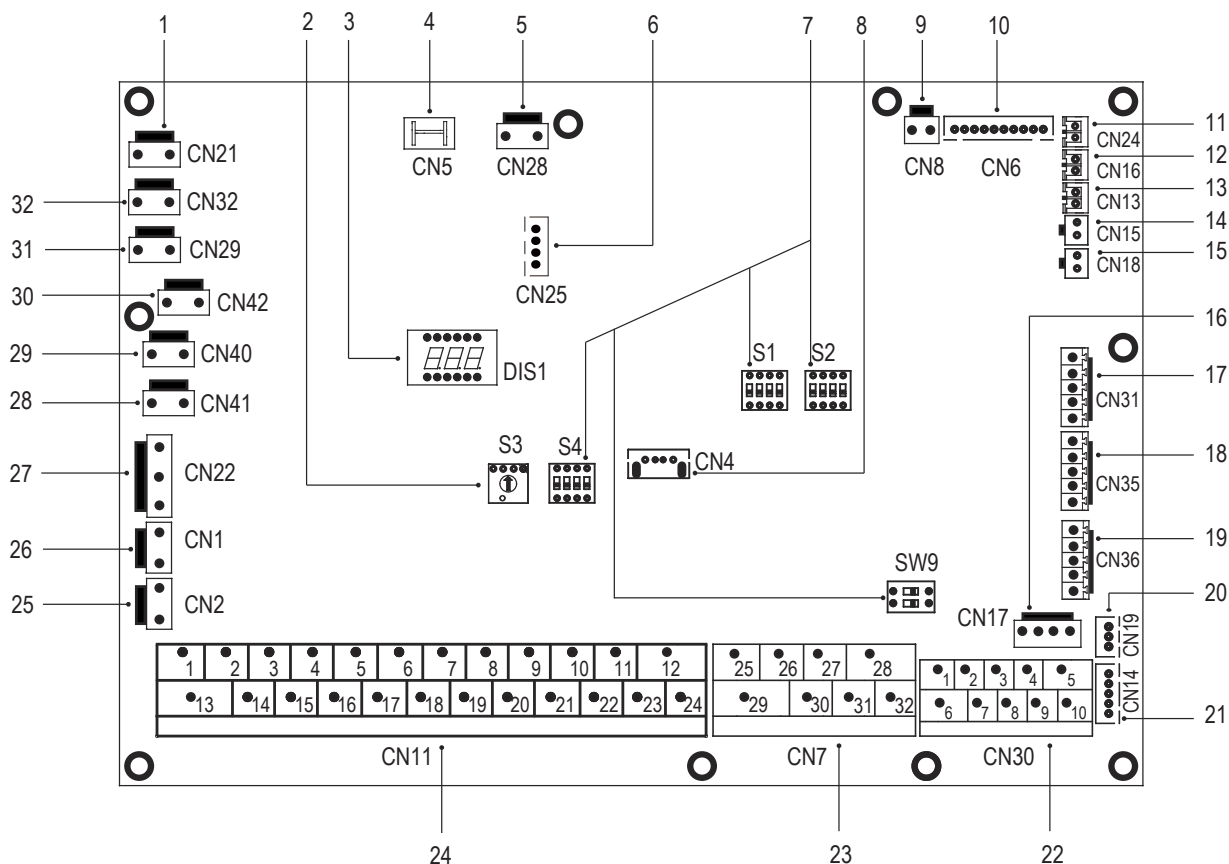 1 2 3 4 5 6 7 8 9 10
CN21 CN5 CN28 CN8 CN6 CN24 11
CN16 12
32 CN32 CN13 13
31 CN29 CN15 14
CN25 CN18 15
30 CN42
16
29 CN40 DIS1 S1 S2
28 CN41 CN31 17
27 CN22 S3 S4 CN4 CN35 18
26 CN1 SW9 CN36 19
25 CN2 CN17 CN19 20
1 2 3 4 5 6 7 8 9 10 11 12 25 26 27 28 1 2 3 4 5 CN14
13 14 15 16 17 18 19 20 21 22 23 24 29 30 31 32 6 7 8 9 10 21
CN11 CN7 CN30
24 23 22